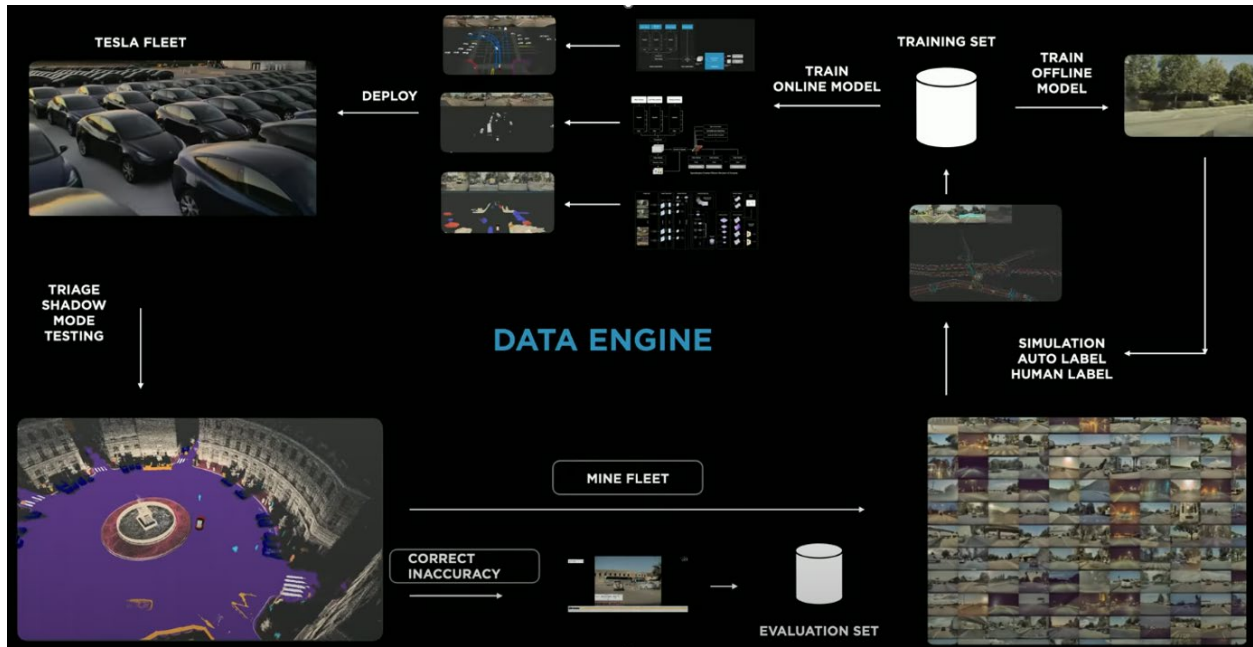 TESLA FLEET
DEPLOY
TRAIN
ONLINE MODEL
TRAINING SET
TRAIN
OFFLINE
MODEL
TRIAGE
SHADOW
MODE
TESTING
DATA ENGINE
SIMULATION
AUTO LABEL
HUMAN LABEL
MINE FLEET
CORRECT
INACCURACY
EVALUATION SET